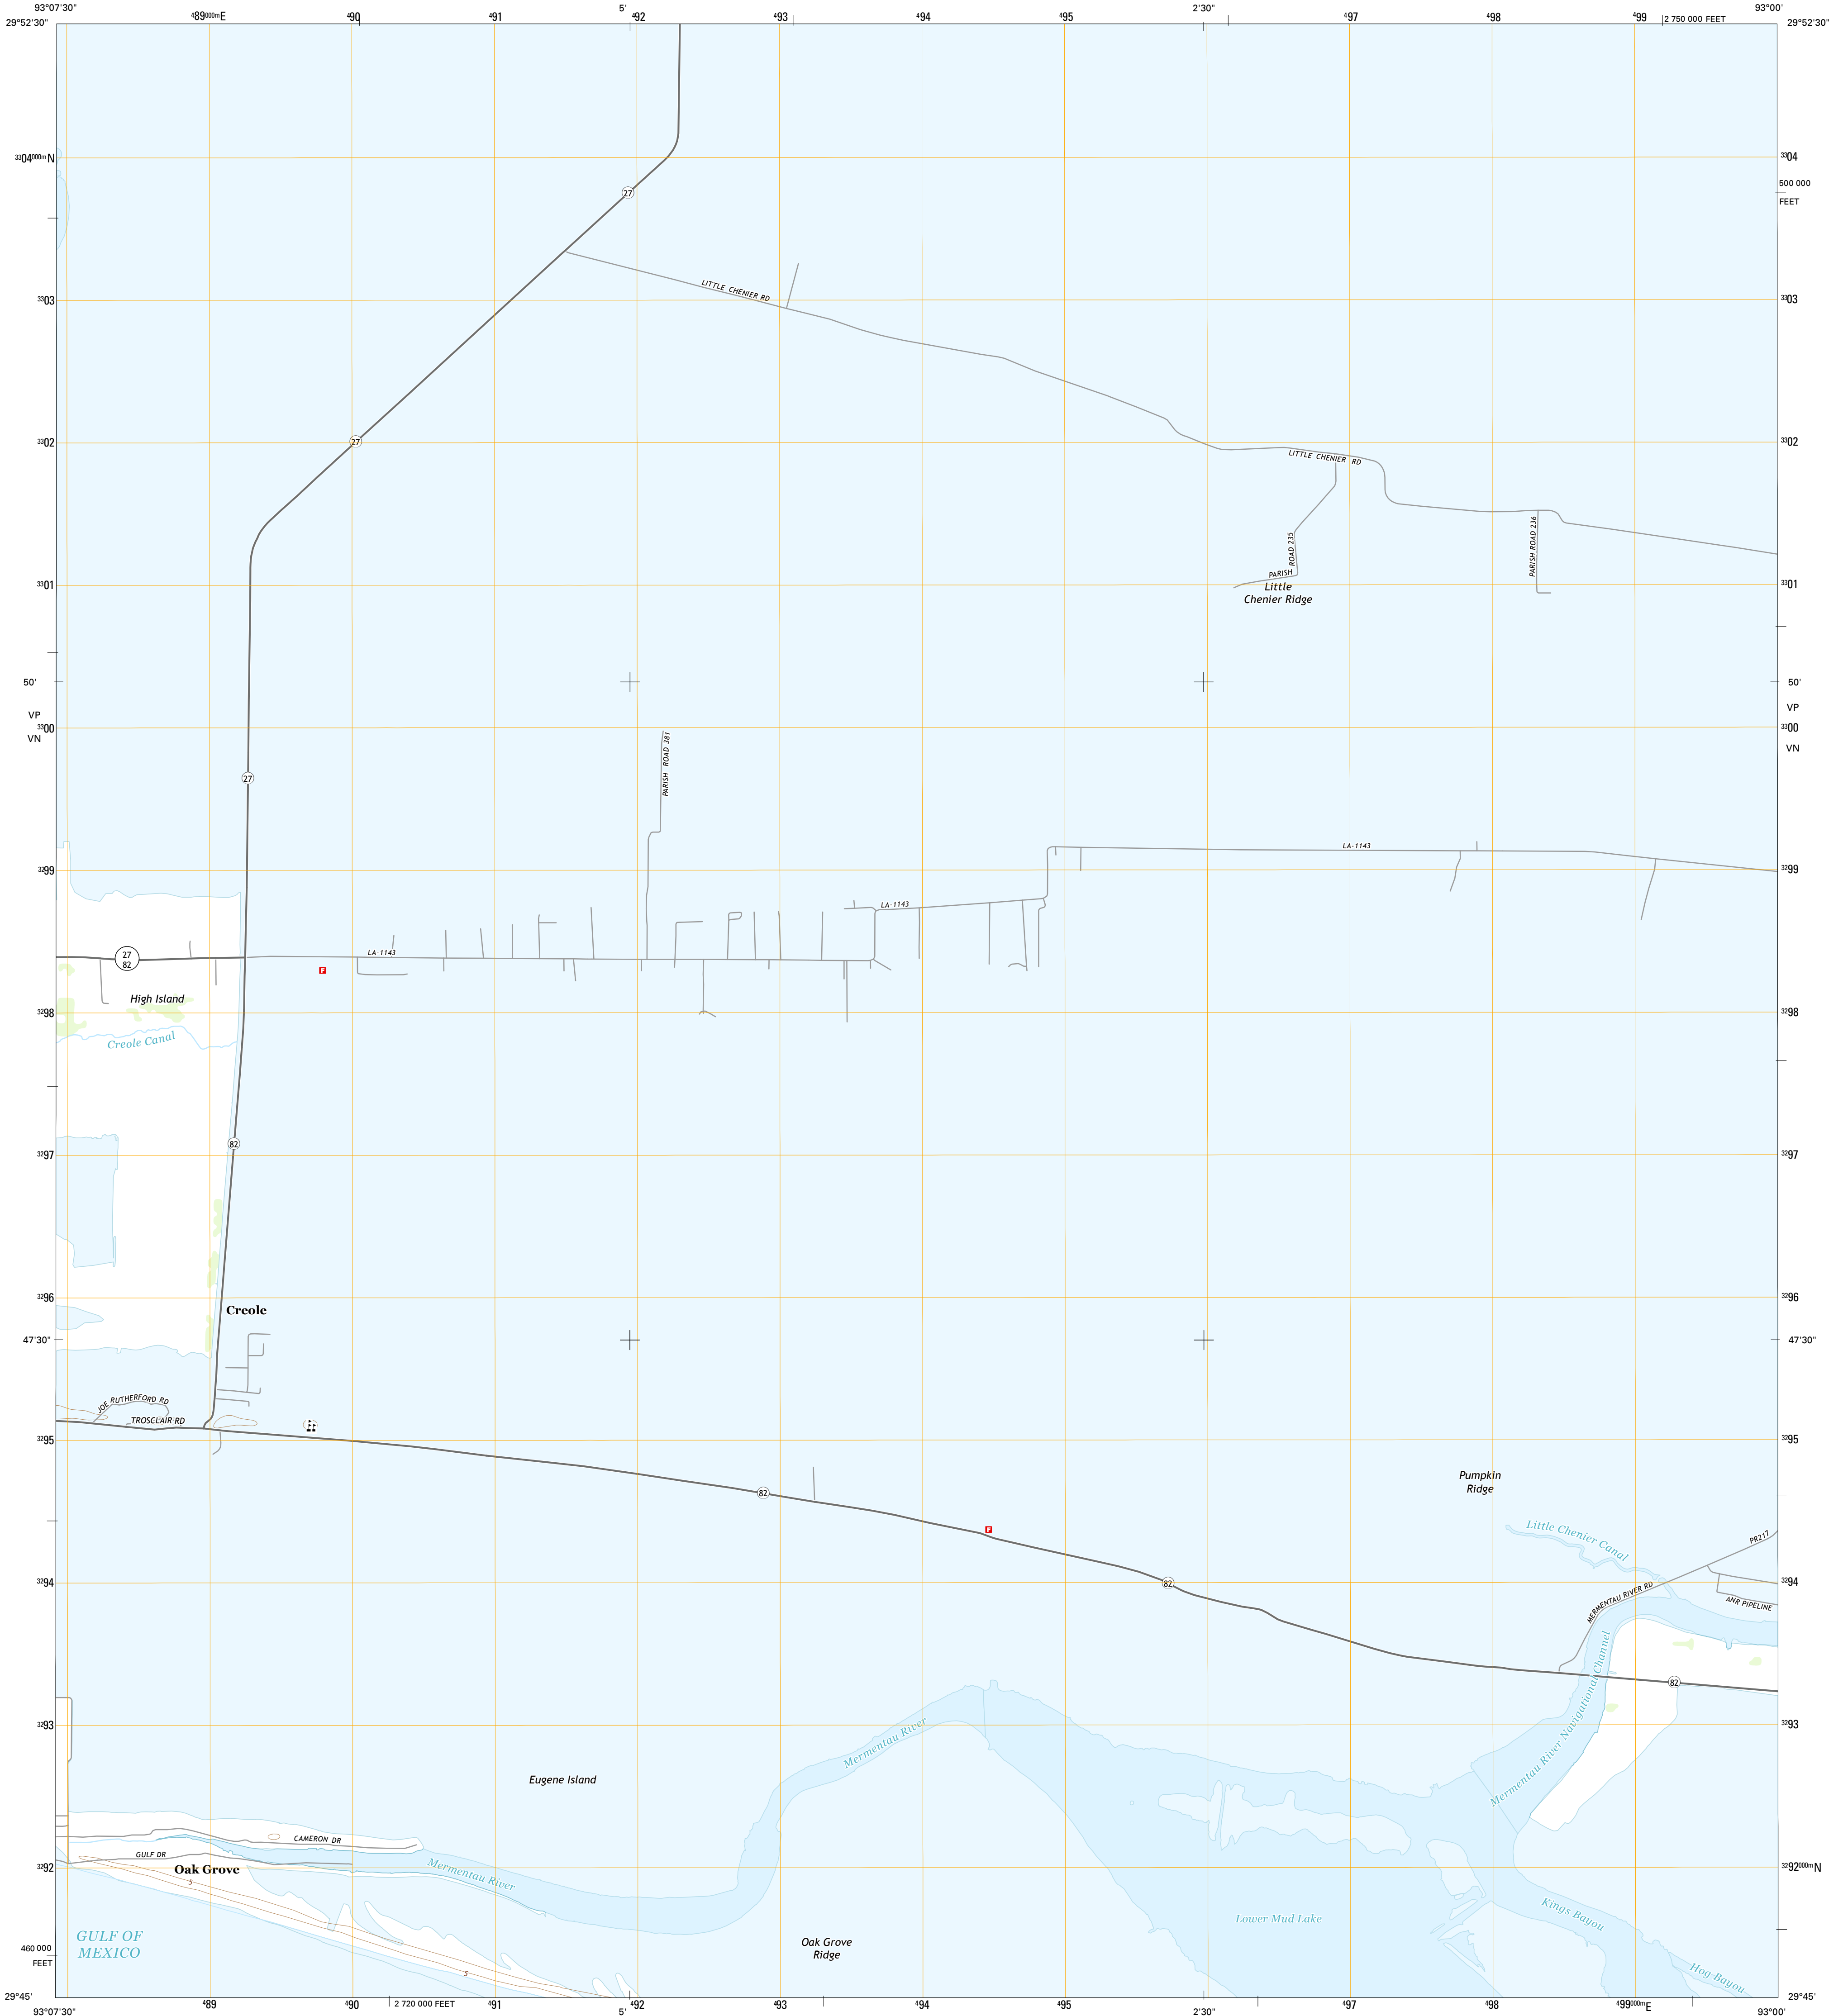 93°07'30"
⁴89⁰⁰⁰ᵐE
⁴90
⁴91
5'
⁴92
⁴93
⁴94
⁴95
2'30"
⁴97
⁴98
⁴99
2 750 000 FEET
93°00'
29°52'30"
29°52'30"
³³04⁰⁰⁰ᵐN
³³04
500 000
FEET
27
³³03
LITTLE CHENIER RD
³³03
³³02
27
LITTLE CHENIER RD
³³02
PARISH ROAD 235
PARISH ROAD 236
³³01
Little
Chenier Ridge
³³01
50'
50'
VP
VN
VP
VN
³³00
³³00
PARISH ROAD 381
27
LA-1143
³²99
³²99
LA-1143
27
82
LA-1143
F
High Island
³²98
³²98
Creole Canal
82
³²97
³²97
³²96
Creole
³²96
47'30"
47'30"
JOE RUTHERFORD RD
TROSCLAIR RD
³²95
³²95
Pumpkin
Ridge
82
F
Little Chenier Canal
PR217
82
³²94
³²94
MERMENTAU RIVER RD
ANR PIPELINE
Mermentau River Navigational Channel
82
³²93
Mermentau River
³²93
Eugene Island
CAMERON DR
GULF DR
Oak Grove
³²92
³²92⁰⁰⁰ᵐN
Mermentau River
5
Kings Bayou
Lower Mud Lake
GULF OF
MEXICO
Oak Grove
Ridge
460 000
FEET
5
Hog Bayou
29°45'
29°45'
93°07'30"
⁴89
⁴90
2 720 000 FEET
⁴91
5'
⁴92
⁴93
⁴94
⁴95
2'30"
⁴97
⁴98
⁴99⁰⁰⁰ᵐE
93°00'